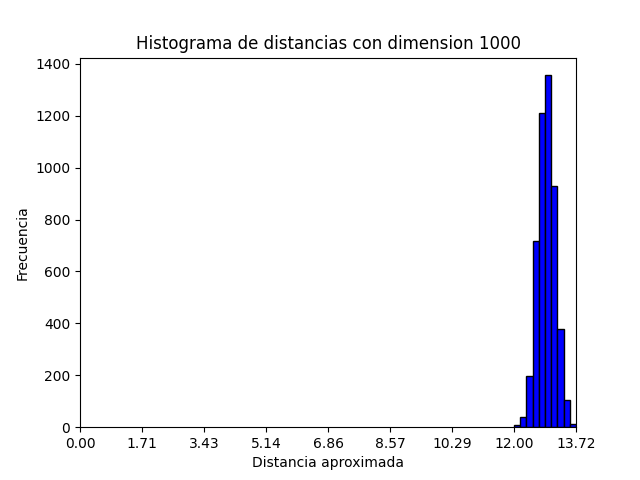 Histograma de distancias con dimension 1000
1400
1200
1000
800
600
400
200
0
Frecuencia
0.00 1.71 3.43 5.14 6.86 8.57 10.29 12.00 13.72
Distancia aproximada